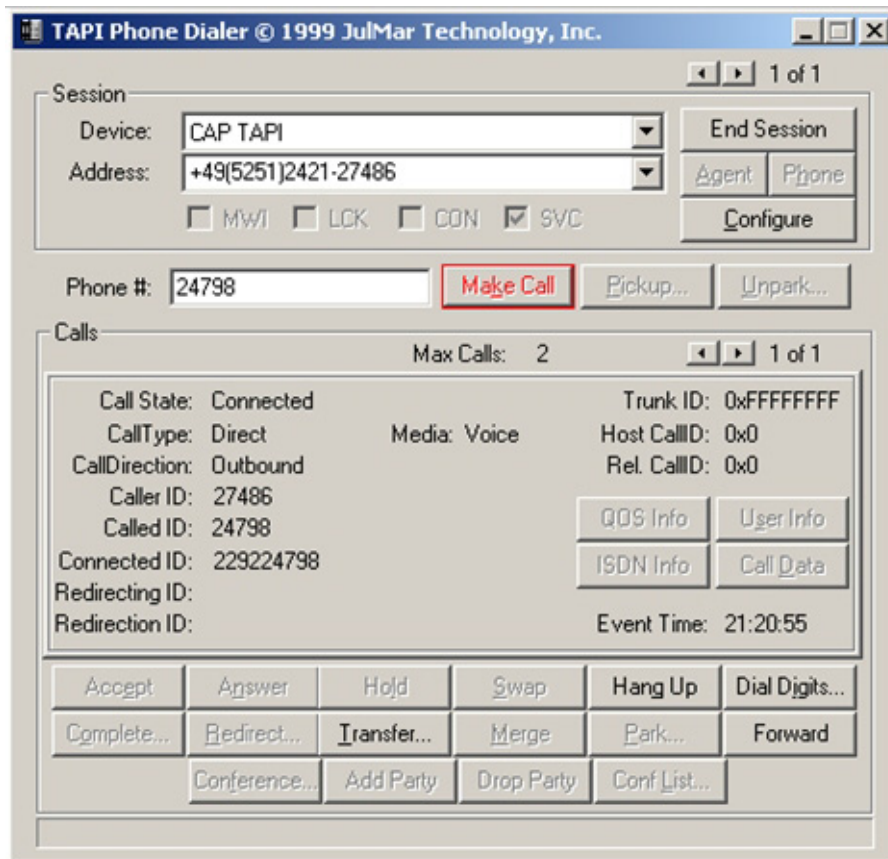 TAPI Phone Dialer © 1999 JulMar Technology, Inc.
1 of 1
Session
Device: CAP TAPI End Session
Address: +49(5251)2421-27486 Agent Phone
MWI LCK CON SVC Configure
Phone #: 24798 Make Call Pickup... Unpark...
Calls
Max Calls: 2 1 of 1
Call State: Connected Trunk ID: 0xFFFFFFFF
CallType: Direct Media: Voice Host CallID: 0x0
CallDirection: Outbound Rel. CallID: 0x0
Caller ID: 27486
Called ID: 24798 QOS Info User Info
Connected ID: 229224798 ISDN Info Call Data
Redirecting ID:
Redirection ID: Event Time: 21:20:55
Accept Answer Hold Swap Hang Up Dial Digits...
Complete... Redirect... Transfer... Merge Park... Forward
Conference... Add Party Drop Party Conf List...